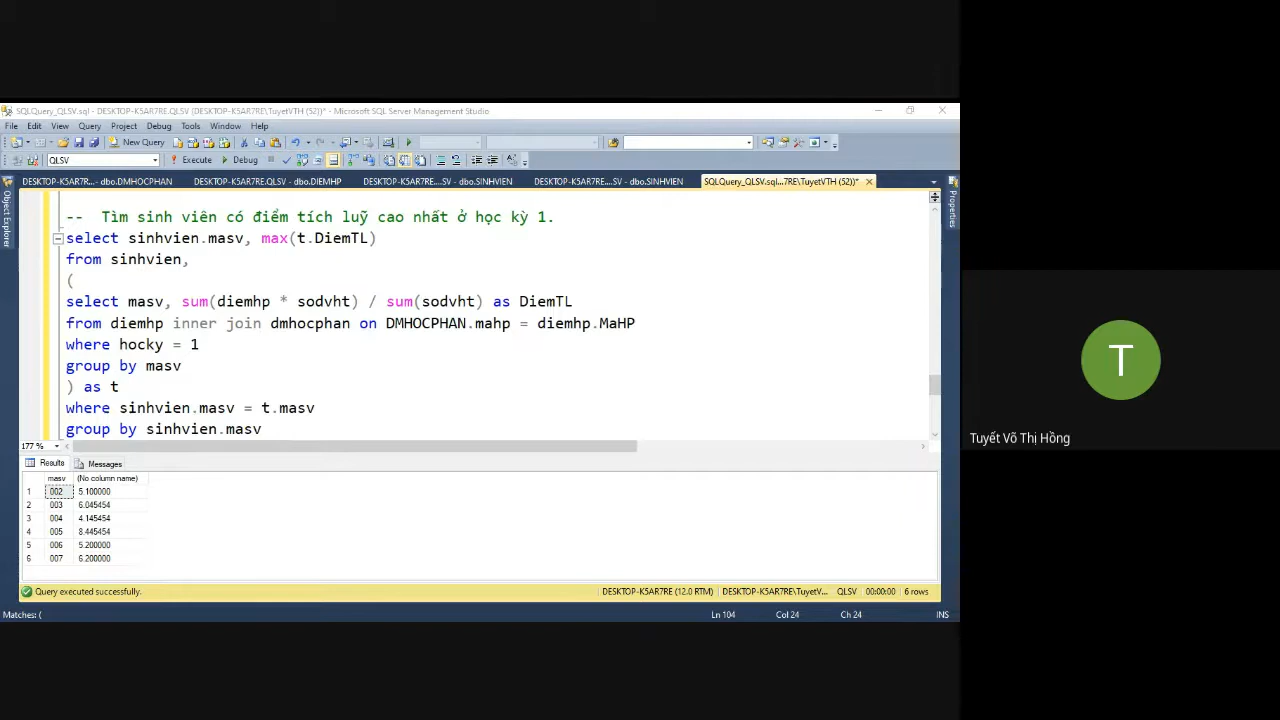 SQLQuery_QLSV.sql - DESKTOP-K5AR7RE.QLSV (DESKTOP-K5AR7RE\TuyetVTH (52))* - Microsoft SQL Server Management Studio
File Edit View Query Project Debug Tools Window Help
New Query
QLSV Execute Debug
DESKTOP-K5AR7R... - dbo.DMHOCPHAN DESKTOP-K5AR7RE.QLSV - dbo.DIEMHP DESKTOP-K5AR7RE....SV - dbo.SINHVIEN DESKTOP-K5AR7RE....SV - dbo.SINHVIEN SQLQuery_QLSV.sql...7RE\TuyetVTH (52))*
Object Explorer
Properties
-- Tìm sinh viên có điểm tích luỹ cao nhất ở học kỳ 1.
select sinhvien.masv, max(t.DiemTL)
from sinhvien,
(
select masv, sum(diemhp * sodvht) / sum(sodvht) as DiemTL
from diemhp inner join dmhocphan on DMHOCPHAN.mahp = diemhp.MaHP
where hocky = 1
group by masv
) as t
where sinhvien.masv = t.masv
group by sinhvien.masv
177 %
Results Messages
masv (No column name)
1 002 5.100000
2 003 6.045454
3 004 4.145454
4 005 8.445454
5 006 5.200000
6 007 6.200000
Query executed successfully. DESKTOP-K5AR7RE (12.0 RTM) DESKTOP-K5AR7RE\TuyetV... QLSV 00:00:00 6 rows
Matches: ( Ln 104 Col 24 Ch 24 INS
T
Tuyết Võ Thị Hồng